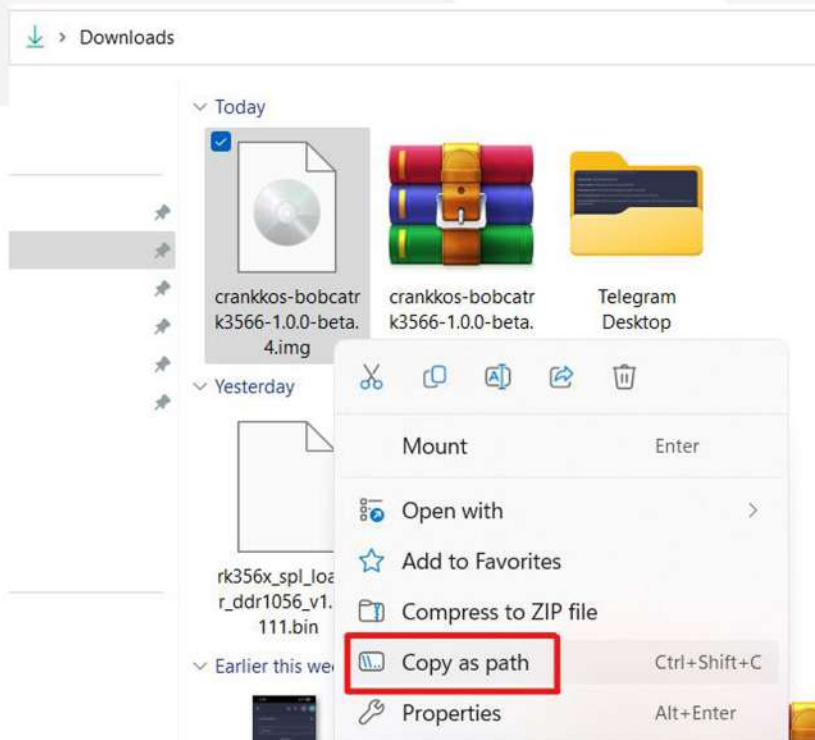 Downloads
Today
crankkos-bobcatr
k3566-1.0.0-beta.
4.img
crankkos-bobcatr
k3566-1.0.0-beta.
Telegram
Desktop
Yesterday
Mount Enter
Open with
Add to Favorites
rk356x_spl_loa
r_ddr1056_v1.
111.bin
Compress to ZIP file
Copy as path Ctrl+Shift+C
Earlier this wee
Properties Alt+Enter